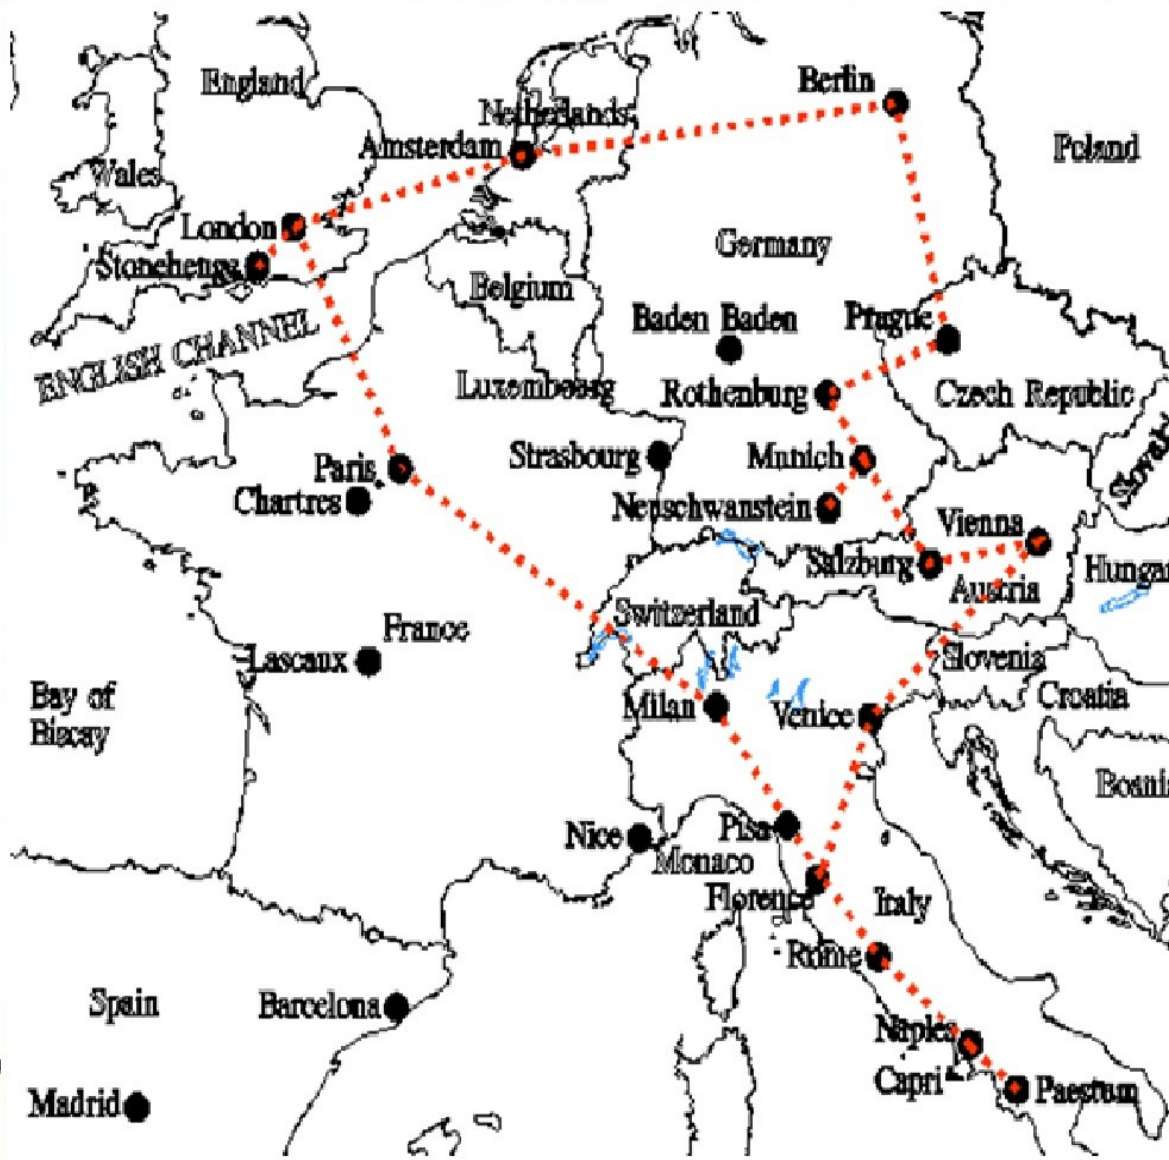 England
Berlin
Netherlands
Amsterdam
Poland
Wales
London
Germany
Stonehenge
Belgium
ENGLISH CHANNEL
Baden Baden
Prague
Luxembourg
Rothenburg
Czech Republic
Strasbourg
Munich
Paris
Slovak
Chartres
Neuschwanstein
Vienna
Salzburg
Hungar
Austria
Switzerland
France
Lascaux
Slovenia
Bay of
Biscay
Milan
Venice
Croatia
Bosnia
Nice
Pisa
Monaco
Florence
Italy
Rome
Spain
Barcelona
Naples
Capri
Paestum
Madrid